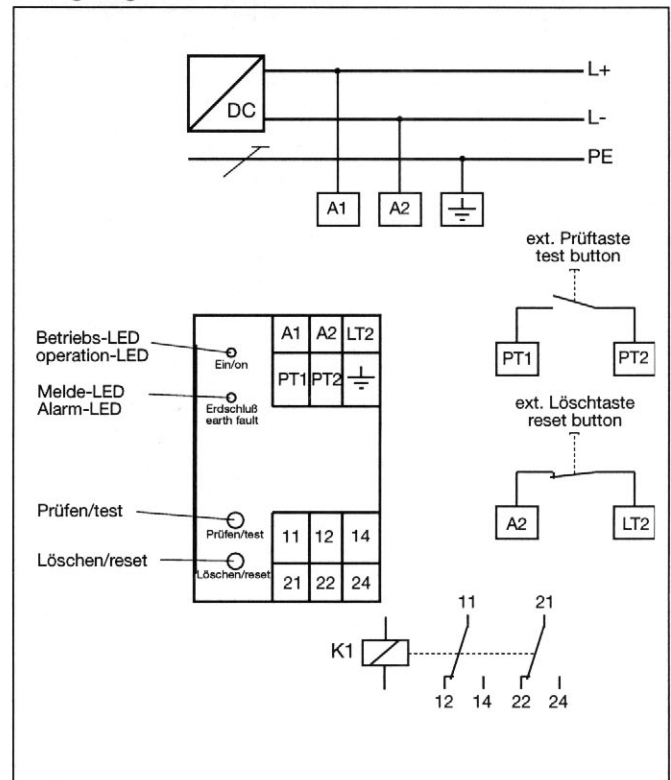 L+
DC
L-
PE
A1 A2
ext. Prüftaste
test button
PT1 PT2
Betriebs-LED
operation-LED
Ein/on
A1 A2 LT2
PT1 PT2
Melde-LED
Alarm-LED
Erdschluß
earth fault
ext. Löschtaste
reset button
A2 LT2
Prüfen/test
Prüfen/test
11 12 14
Löschen/reset
Löschen/reset
21 22 24
11 21
K1
12 14 22 24